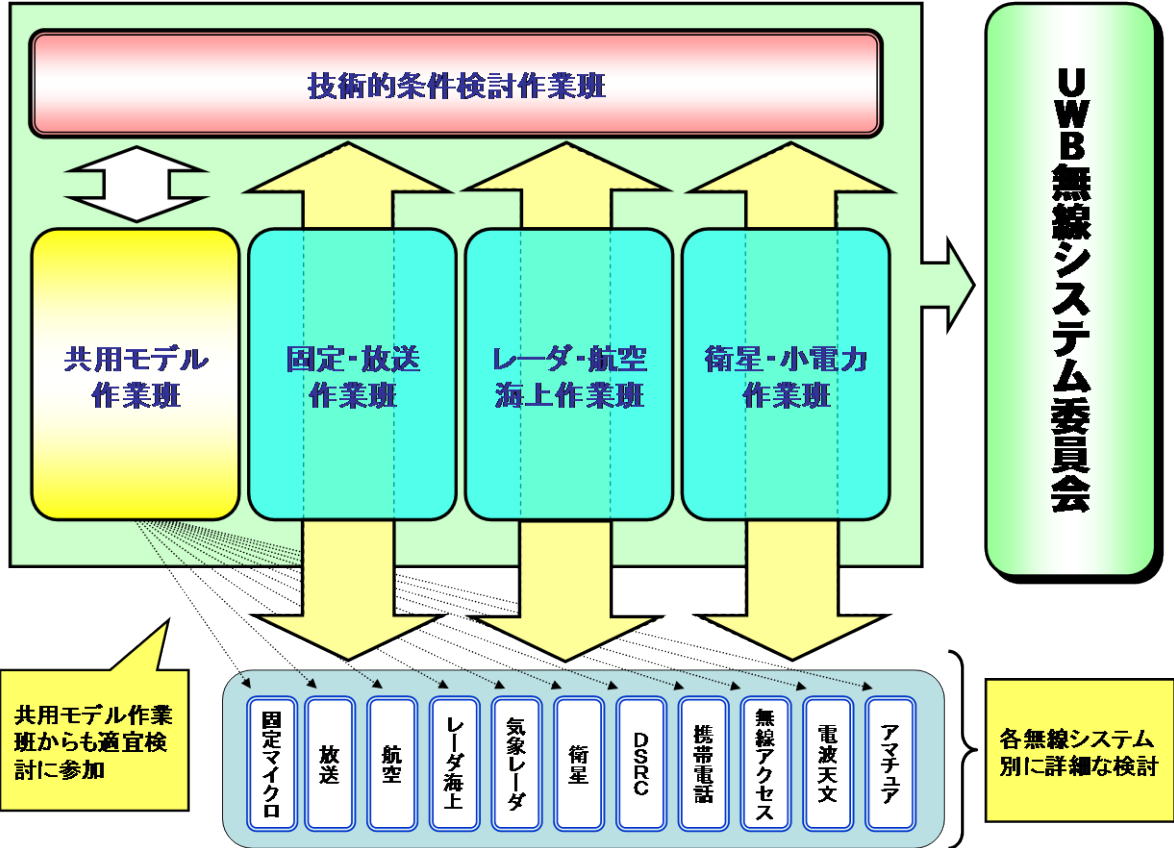 技術的条件検討作業班
UWB無線システム委員会
共用モデル
作業班
固定・放送
作業班
レーダ・航空
海上作業班
衛星・小電力
作業班
共用モデル作業
班からも適宜検
討に参加
固定マイクロ
放送
航空
レーダ海上
気象レーダ
衛星
DSRC
携帯電話
無線アクセス
電波天文
アマチュア
各無線システム
別に詳細な検討